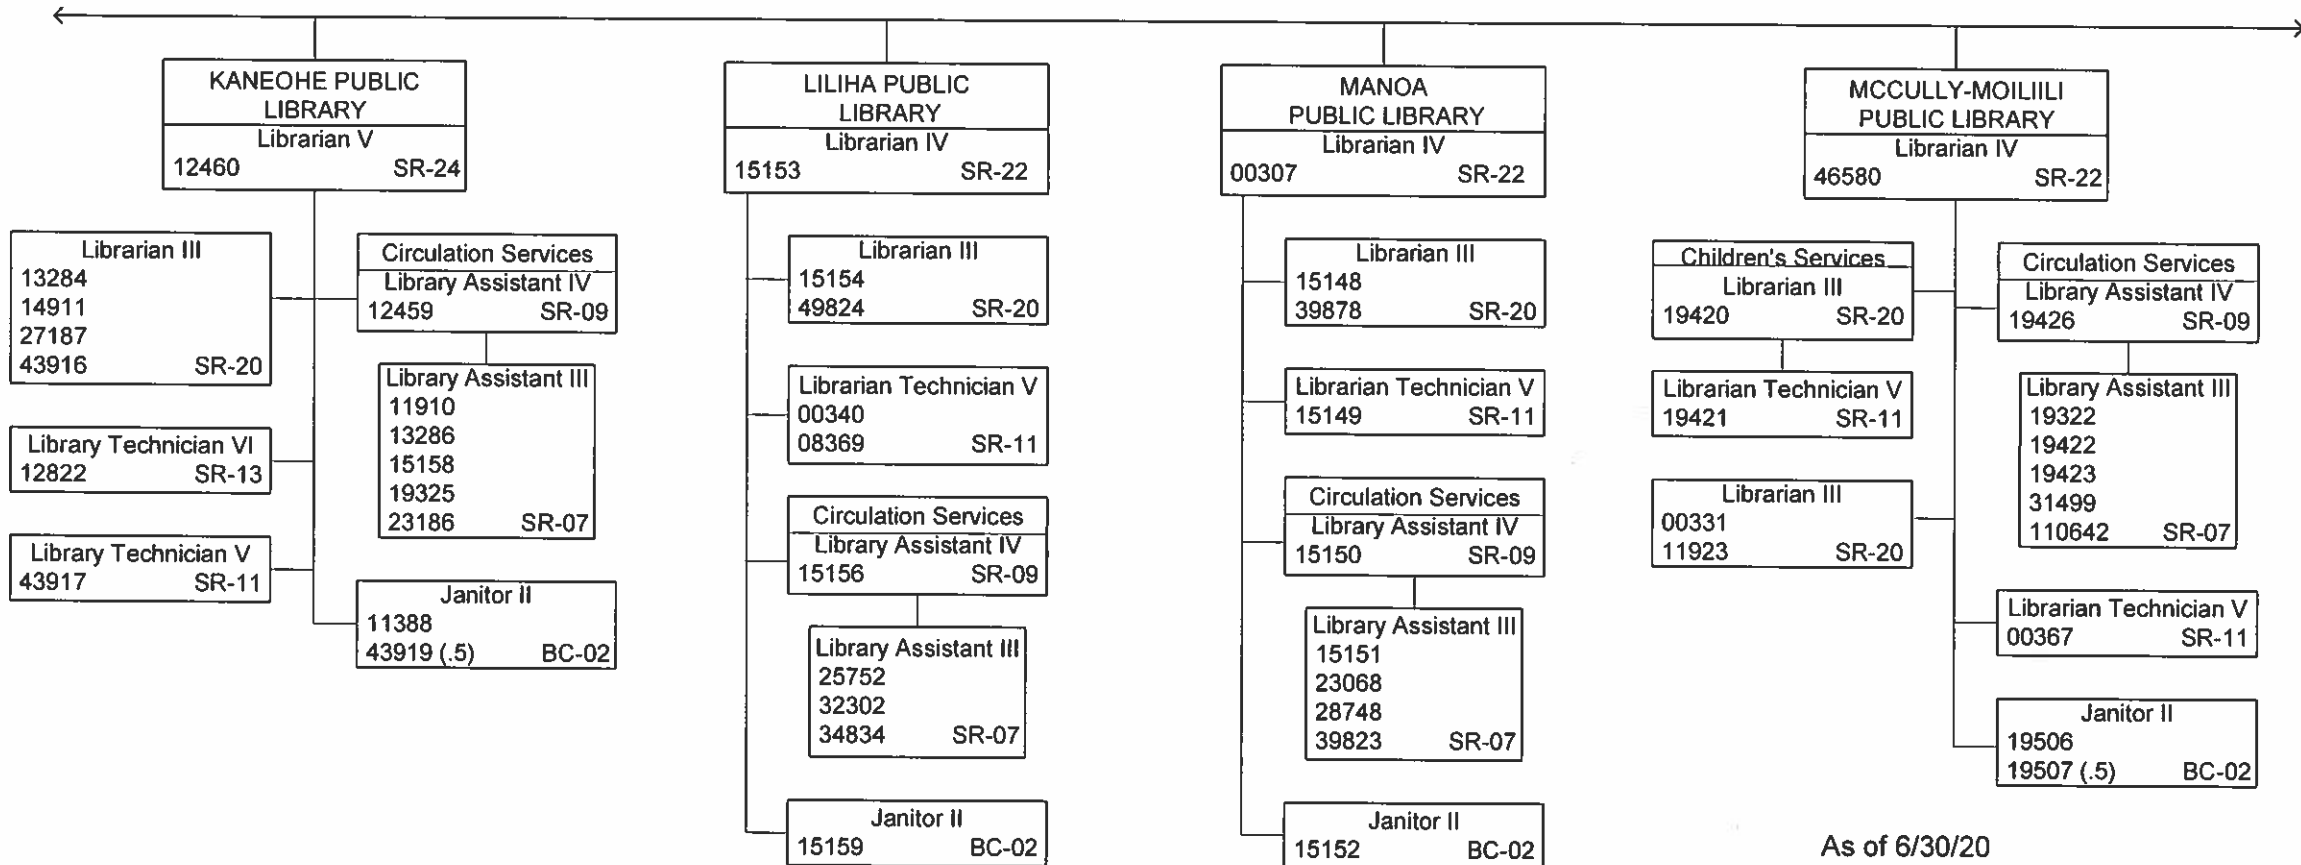 KANEOHE PUBLIC
LIBRARY
Librarian V
12460 SR-24
Librarian III
13284
14911
27187
43916 SR-20
Library Technician VI
12822 SR-13
Library Technician V
43917 SR-11
Circulation Services
Library Assistant IV
12459 SR-09
Library Assistant III
11910
13286
15158
19325
23186 SR-07
Janitor II
11388
43919 (.5) BC-02
LILIHA PUBLIC
LIBRARY
Librarian IV
15153 SR-22
Librarian III
15154
49824 SR-20
Librarian Technician V
00340
08369 SR-11
Circulation Services
Library Assistant IV
15156 SR-09
Library Assistant III
25752
32302
34834 SR-07
Janitor II
15159 BC-02
MANOA
PUBLIC LIBRARY
Librarian IV
00307 SR-22
Librarian III
15148
39878 SR-20
Librarian Technician V
15149 SR-11
Circulation Services
Library Assistant IV
15150 SR-09
Library Assistant III
15151
23068
28748
39823 SR-07
Janitor II
15152 BC-02
MCCULLY-MOILIILI
PUBLIC LIBRARY
Librarian IV
46580 SR-22
Children's Services
Librarian III
19420 SR-20
Librarian Technician V
19421 SR-11
Librarian III
00331
11923 SR-20
Circulation Services
Library Assistant IV
19426 SR-09
Library Assistant III
19322
19422
19423
31499
110642 SR-07
Librarian Technician V
00367 SR-11
Janitor II
19506
19507 (.5) BC-02
As of 6/30/20